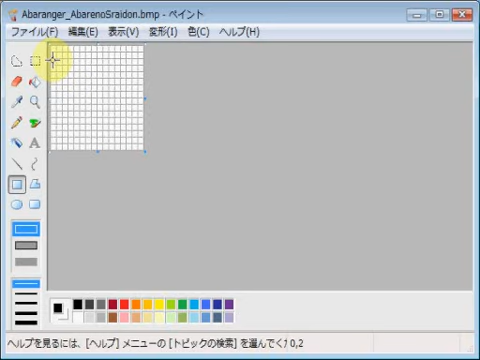 Abaranger_AbarenoSraidon.bmp - ペイント
ファイル(F) 編集(E) 表示(V) 変形(I) 色(C) ヘルプ(H)
A
ヘルプを見るには、[ヘルプ] メニューの [トピックの検索] を選んでく 0,2